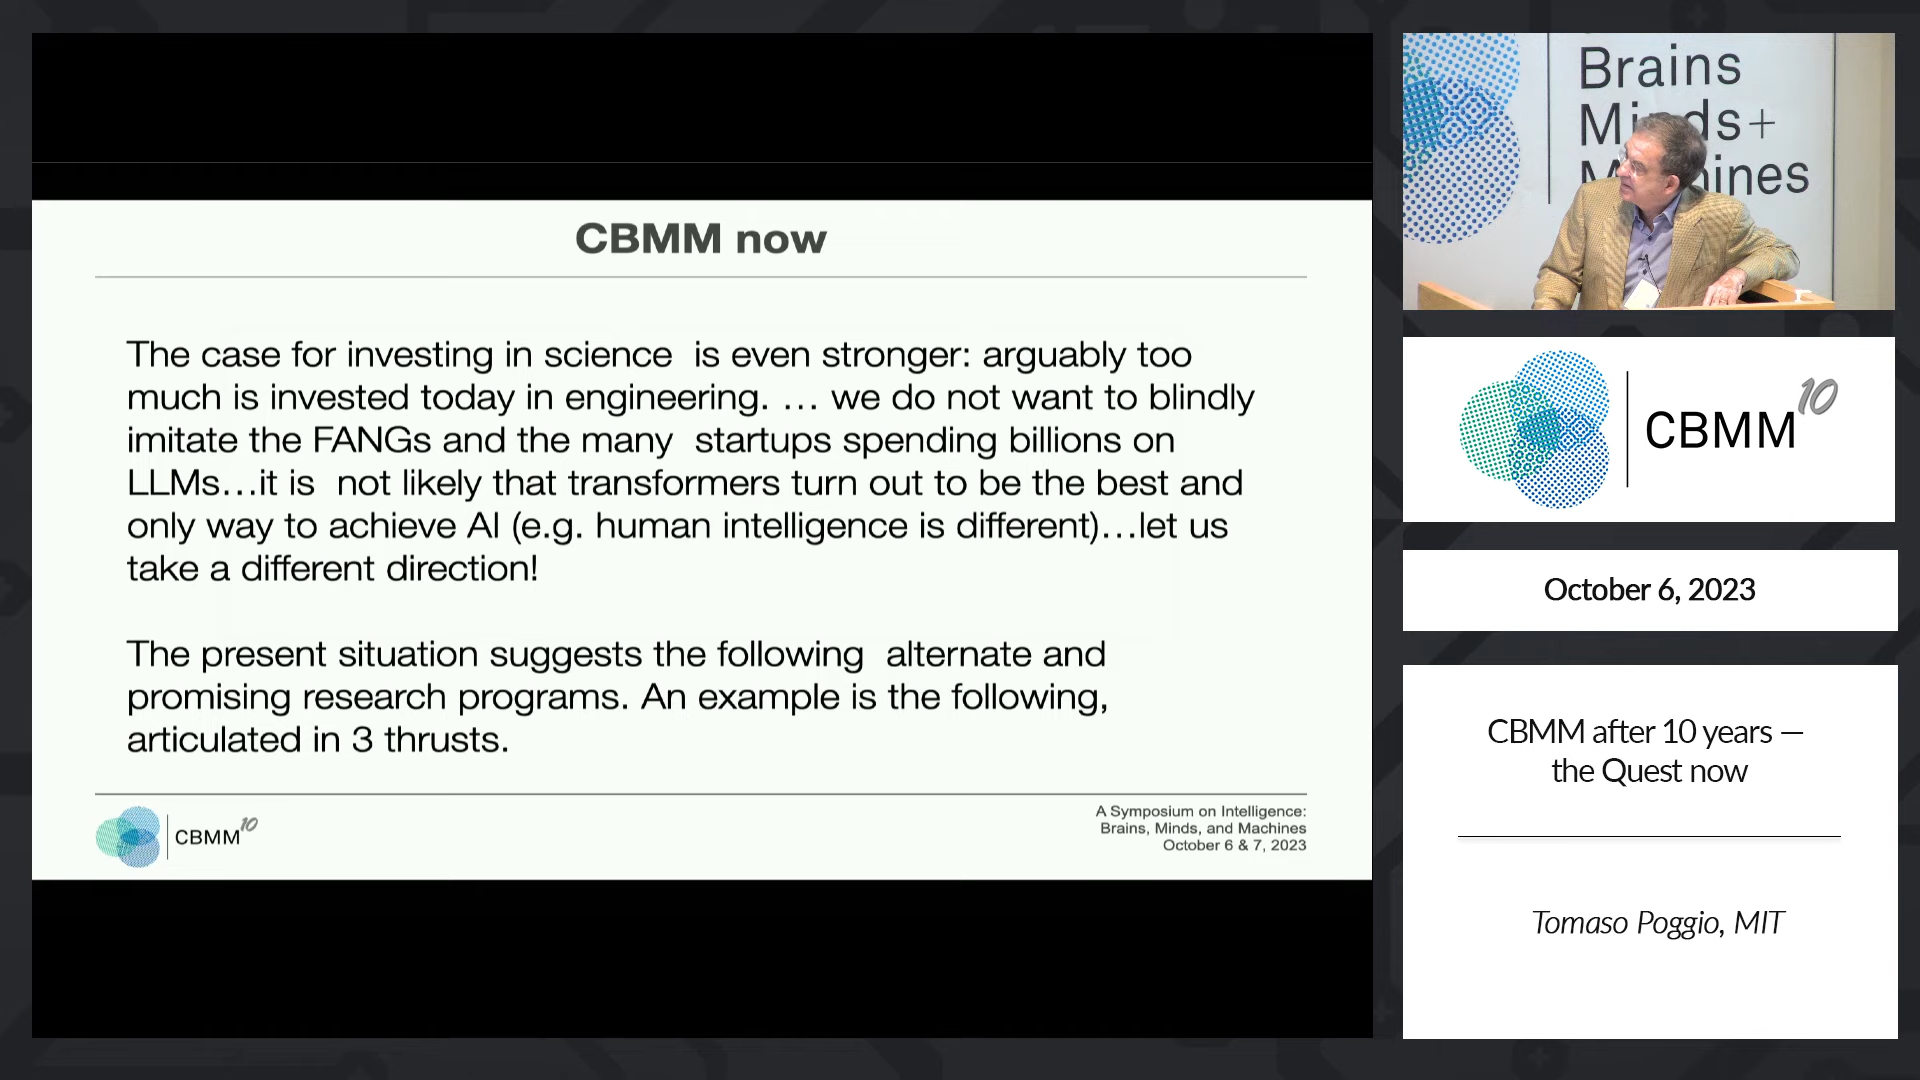 CBMM now
The case for investing in science is even stronger: arguably too
much is invested today in engineering. … we do not want to blindly
imitate the FANGs and the many startups spending billions on
LLMs…it is not likely that transformers turn out to be the best and
only way to achieve AI (e.g. human intelligence is different)…let us
take a different direction!
The present situation suggests the following alternate and
promising research programs. An example is the following,
articulated in 3 thrusts.
CBMM10
A Symposium on Intelligence:
Brains, Minds, and Machines
October 6 & 7, 2023
Brains
Minds+
Machines
CBMM10
October 6, 2023
CBMM after 10 years —
the Quest now
Tomaso Poggio, MIT